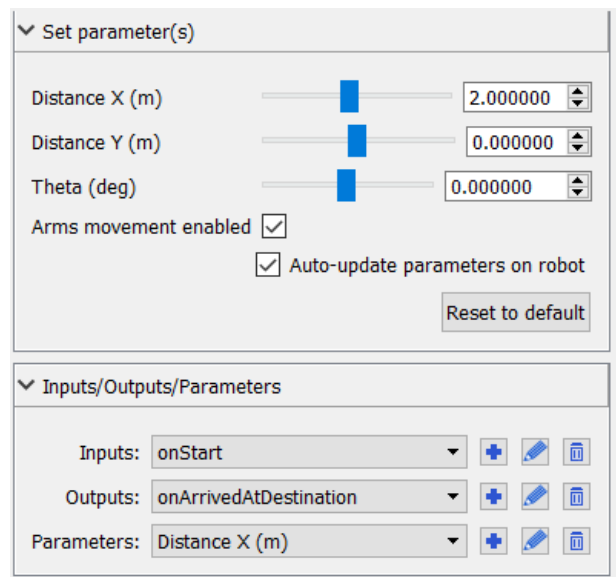 Set parameter(s)
Distance X (m) 2.000000
Distance Y (m) 0.000000
Theta (deg) 0.000000
Arms movement enabled
Auto-update parameters on robot
Reset to default
Inputs/Outputs/Parameters
Inputs: onStart
Outputs: onArrivedAtDestination
Parameters: Distance X (m)